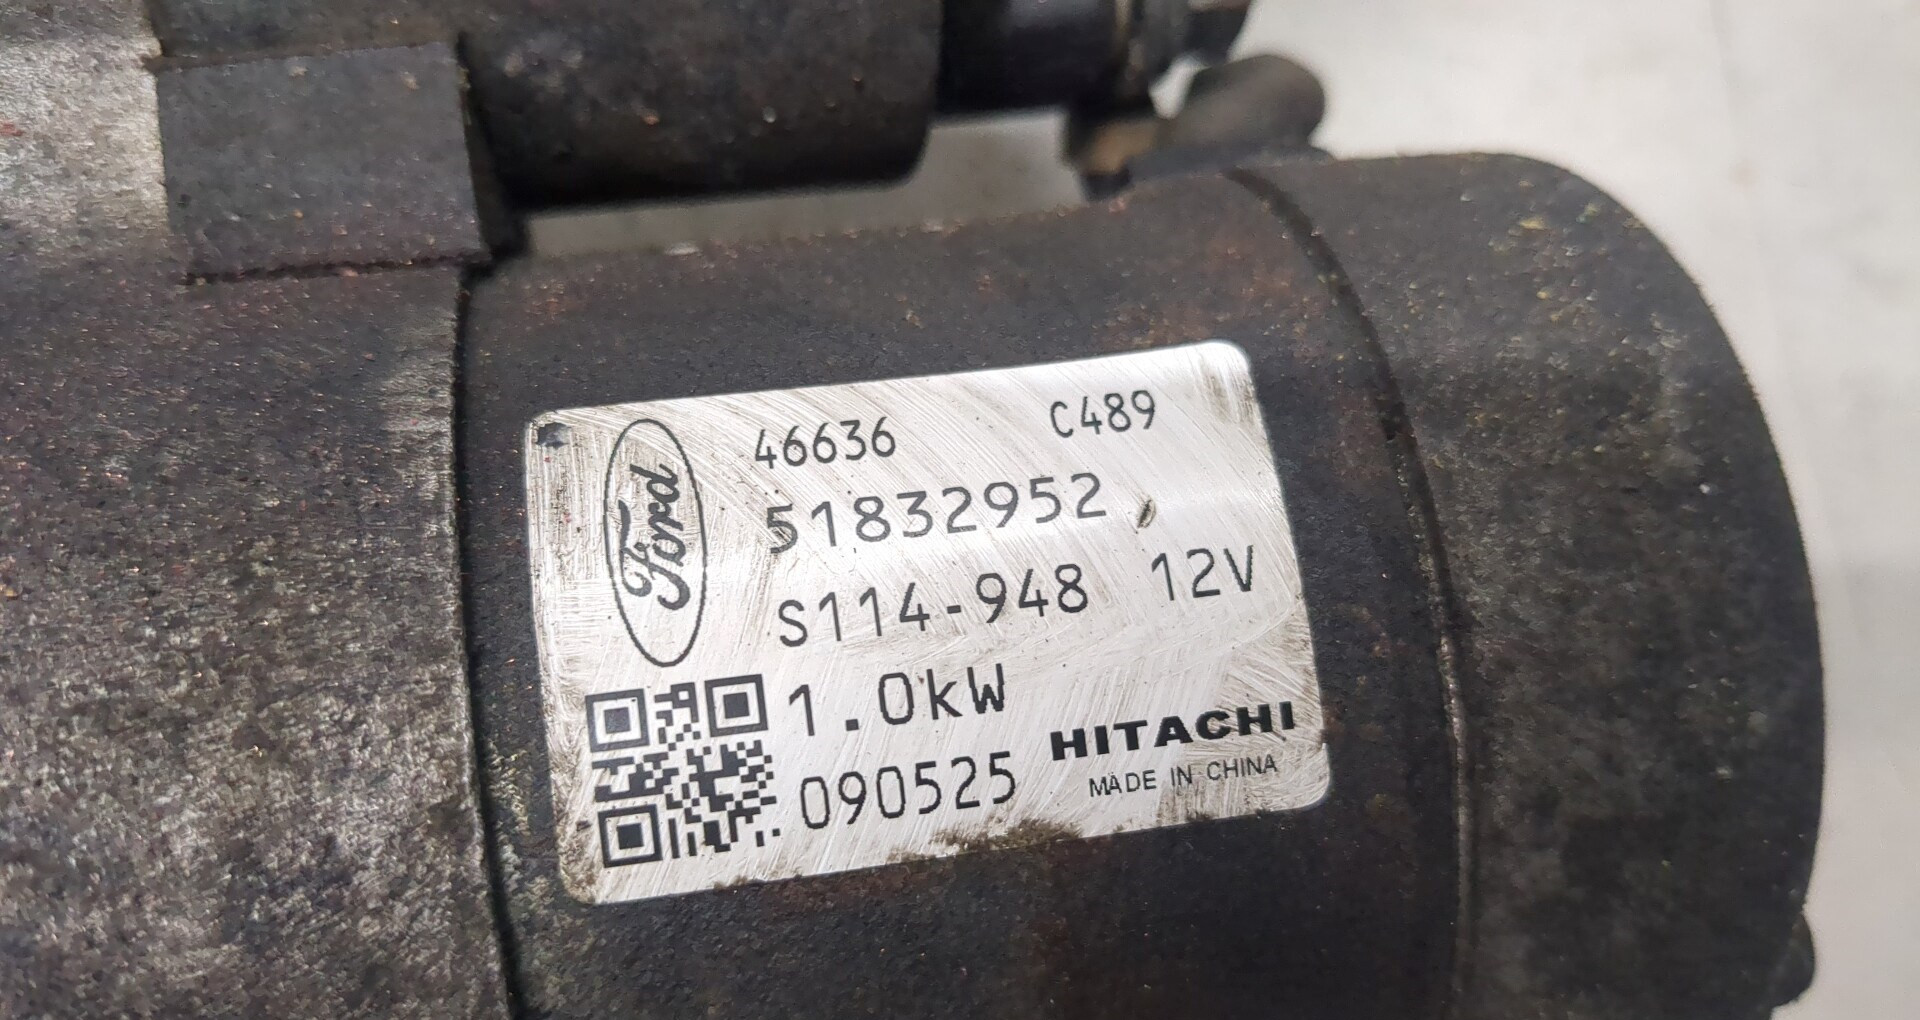 Ford
46636 C489
51832952
S114-948 12V
1.0kW
090525 HITACHI
MADE IN CHINA